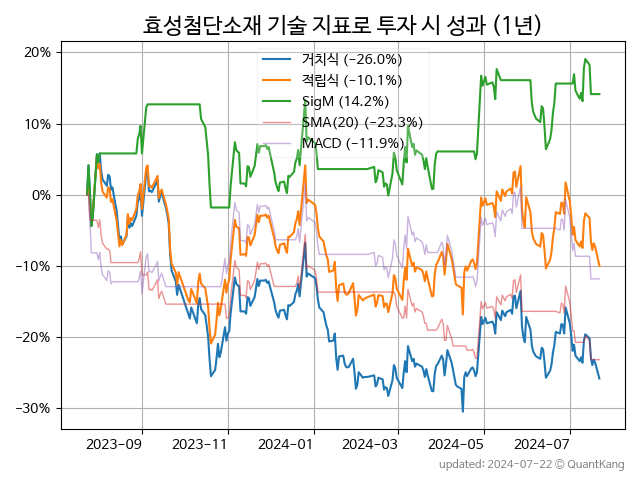 효성첨단소재 기술 지표로 투자 시 성과 (1년)
거치식 (-26.0%)
적립식 (-10.1%)
SigM (14.2%)
SMA(20) (-23.3%)
MACD (-11.9%)
20%
10%
0%
-10%
-20%
-30%
2023-09 2023-11 2024-01 2024-03 2024-05 2024-07
updated: 2024-07-22 © QuantKang